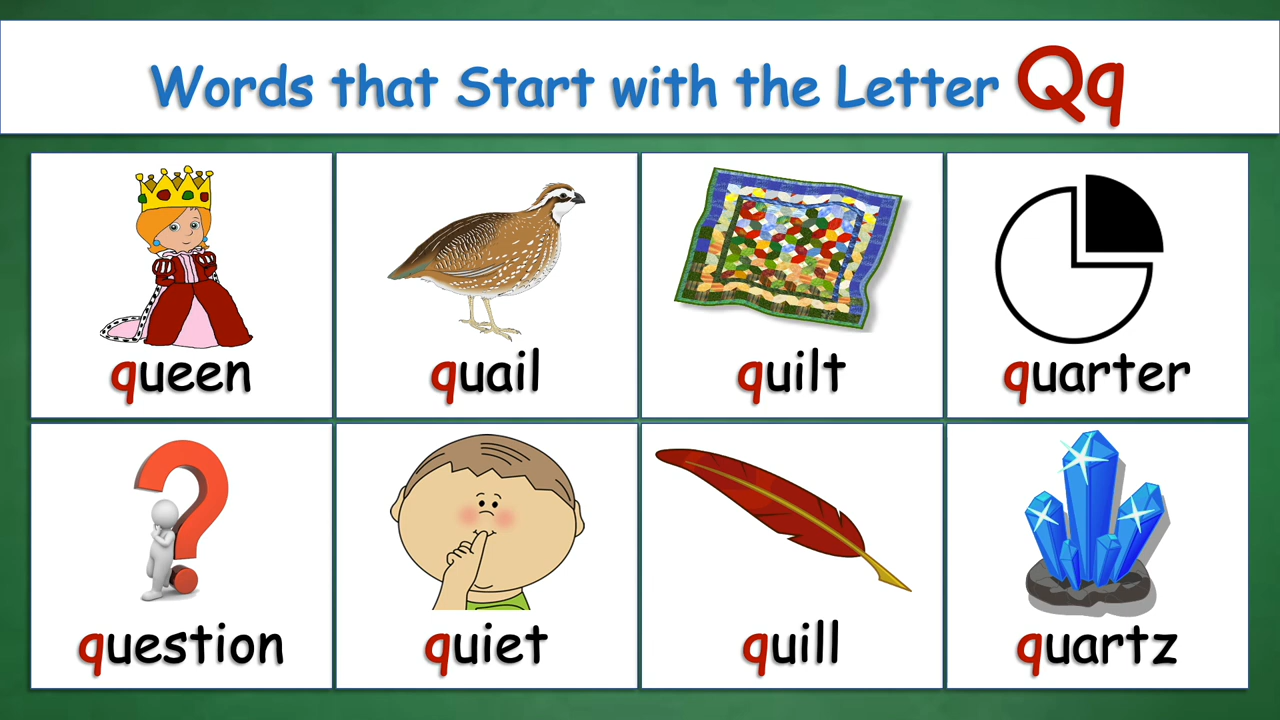 Words that Start with the Letter Qq
queen quail quilt quarter
question quiet quill quartz